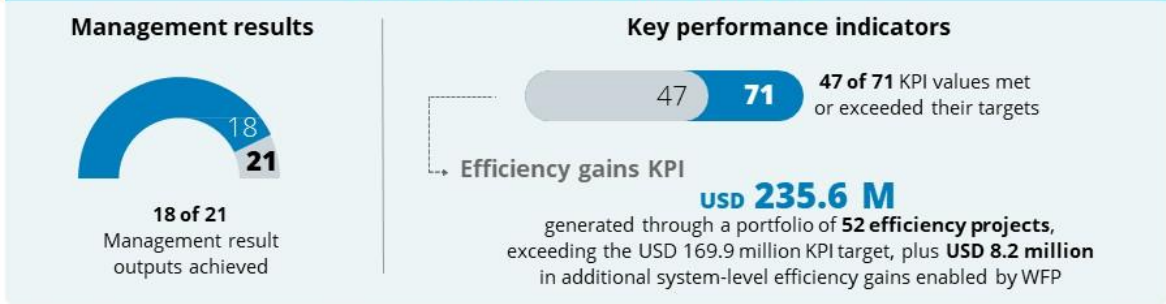 Management results
18
21
18 of 21
Management result
outputs achieved
Key performance indicators
47 71
47 of 71 KPI values met
or exceeded their targets
Efficiency gains KPI
USD 235.6 M
generated through a portfolio of 52 efficiency projects,
exceeding the USD 169.9 million KPI target, plus USD 8.2 million
in additional system-level efficiency gains enabled by WFP